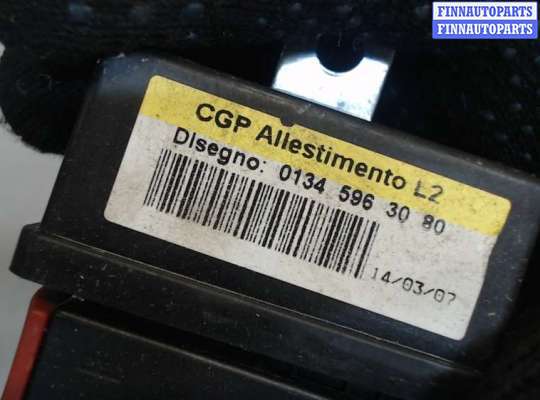 FINNAUTOPARTS
FINNAUTOPARTS
CGP Allestimento L2
Disegno: 0134 596 30 80
14/03/07